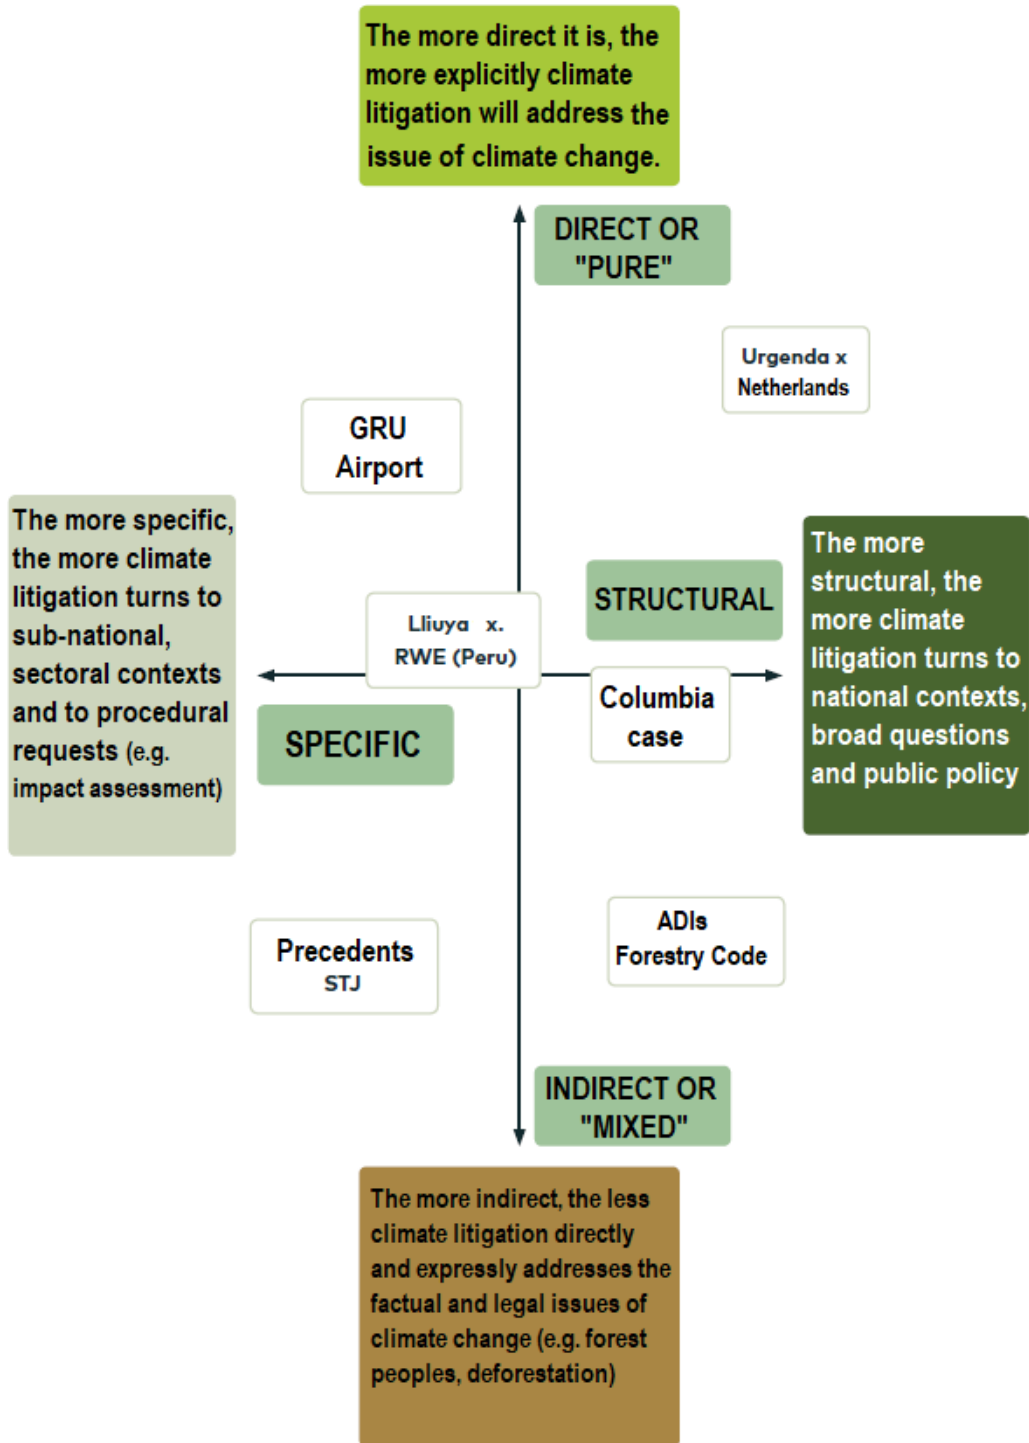 The more direct it is, the
more explicitly climate
litigation will address the
issue of climate change.
DIRECT OR
"PURE"
Urgenda x
Netherlands
GRU
Airport
The more specific,
the more climate
litigation turns to
sub-national,
sectoral contexts
and to procedural
requests (e.g.
impact assessment)
Lliuya x.
RWE (Peru)
STRUCTURAL
The more
structural, the
more climate
litigation turns to
national contexts,
broad questions
and public policy
SPECIFIC
Columbia
case
Precedents
STJ
ADIs
Forestry Code
INDIRECT OR
"MIXED"
The more indirect, the less
climate litigation directly
and expressly addresses the
factual and legal issues of
climate change (e.g. forest
peoples, deforestation)